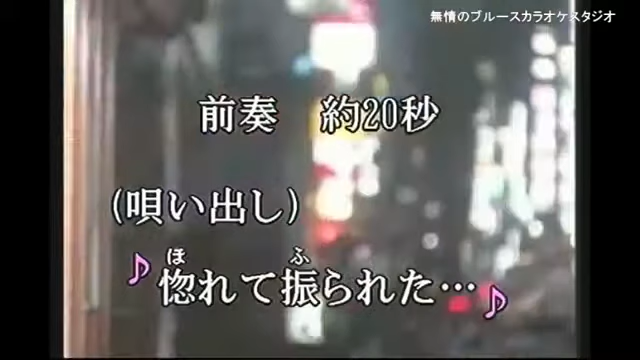 無情のブルースカラオケスタジオ
前奏　約20秒
(唄い出し)
ほ ふ
♪惚れて振られた…♪